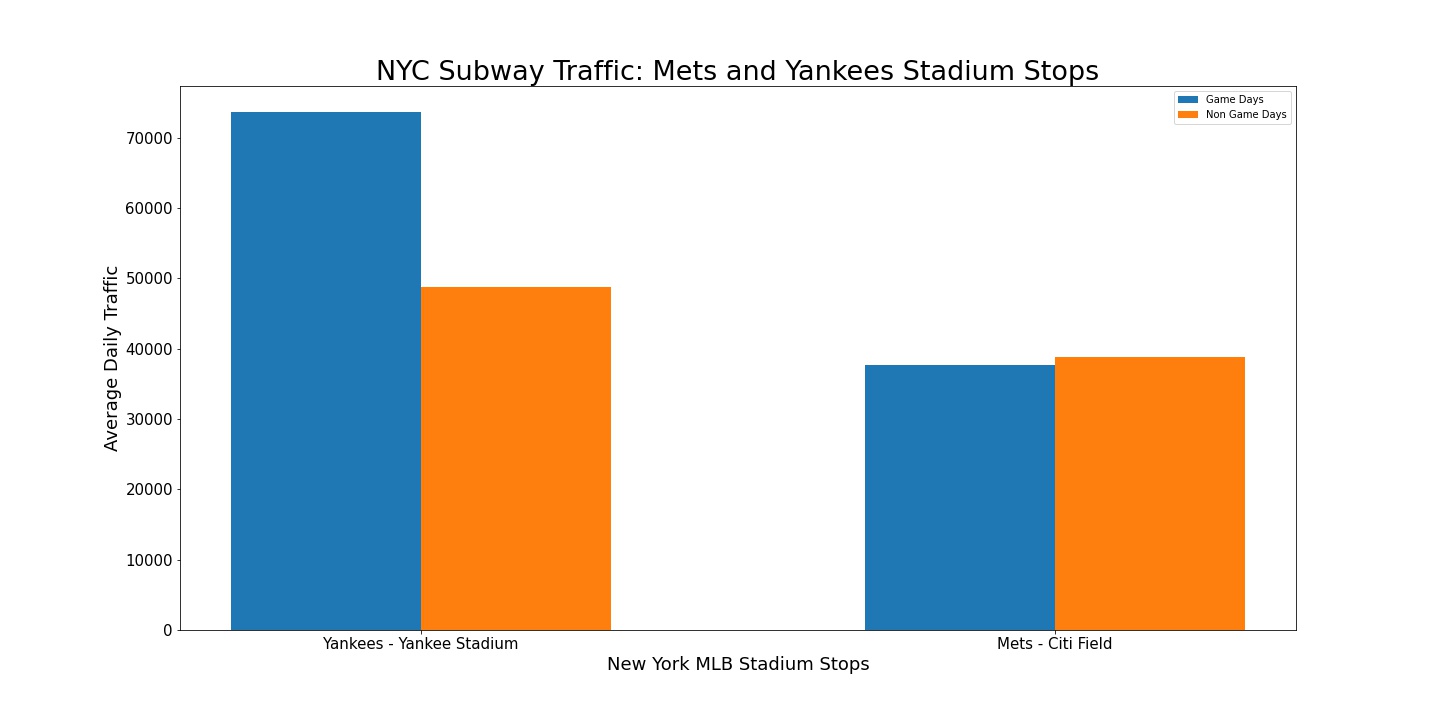 NYC Subway Traffic: Mets and Yankees Stadium Stops
Game Days
Non Game Days
Average Daily Traffic
70000
60000
50000
40000
30000
20000
10000
0
Yankees - Yankee Stadium
Mets - Citi Field
New York MLB Stadium Stops